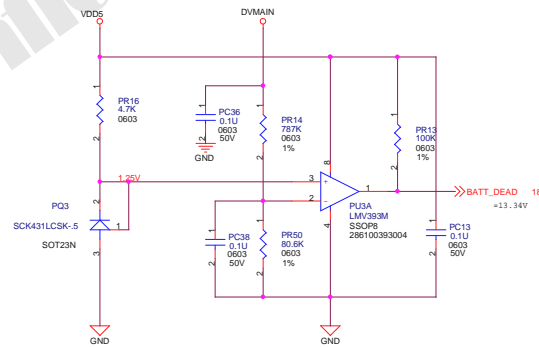 VDD5
DVMAIN
1
PR16
4.7K
0603
2
1
PC36
0.1U
0603
50V
2
GND
1
PR14
787K
0603
1%
2
1
PR13
100K
0603
1%
2
1.25V
3
8
1
BATT_DEAD 18
=13.34V
2
PU3A
LMV393M
SSOP8
286100393004
4
PQ3
2
SCK431LCSK-.5
1
SOT23N
3
1
PC38
0.1U
0603
50V
2
1
PR50
80.6K
0603
1%
2
1
PC13
0.1U
0603
50V
2
GND
GND